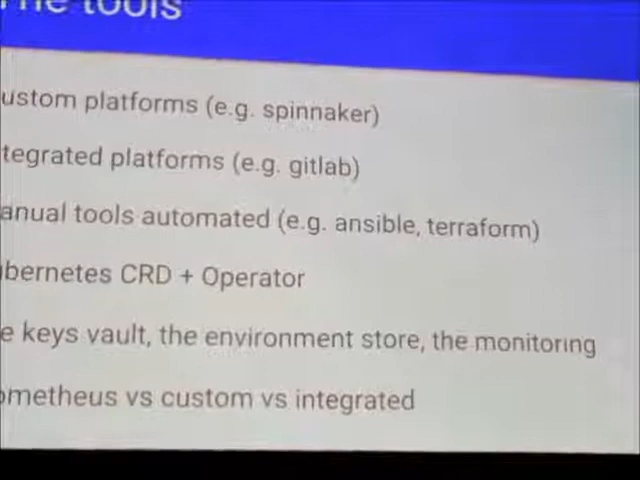 The tools
ustom platforms (e.g. spinnaker)
tegrated platforms (e.g. gitlab)
anual tools automated (e.g. ansible, terraform)
bernetes CRD + Operator
e keys vault, the environment store, the monitoring
ometheus vs custom vs integrated